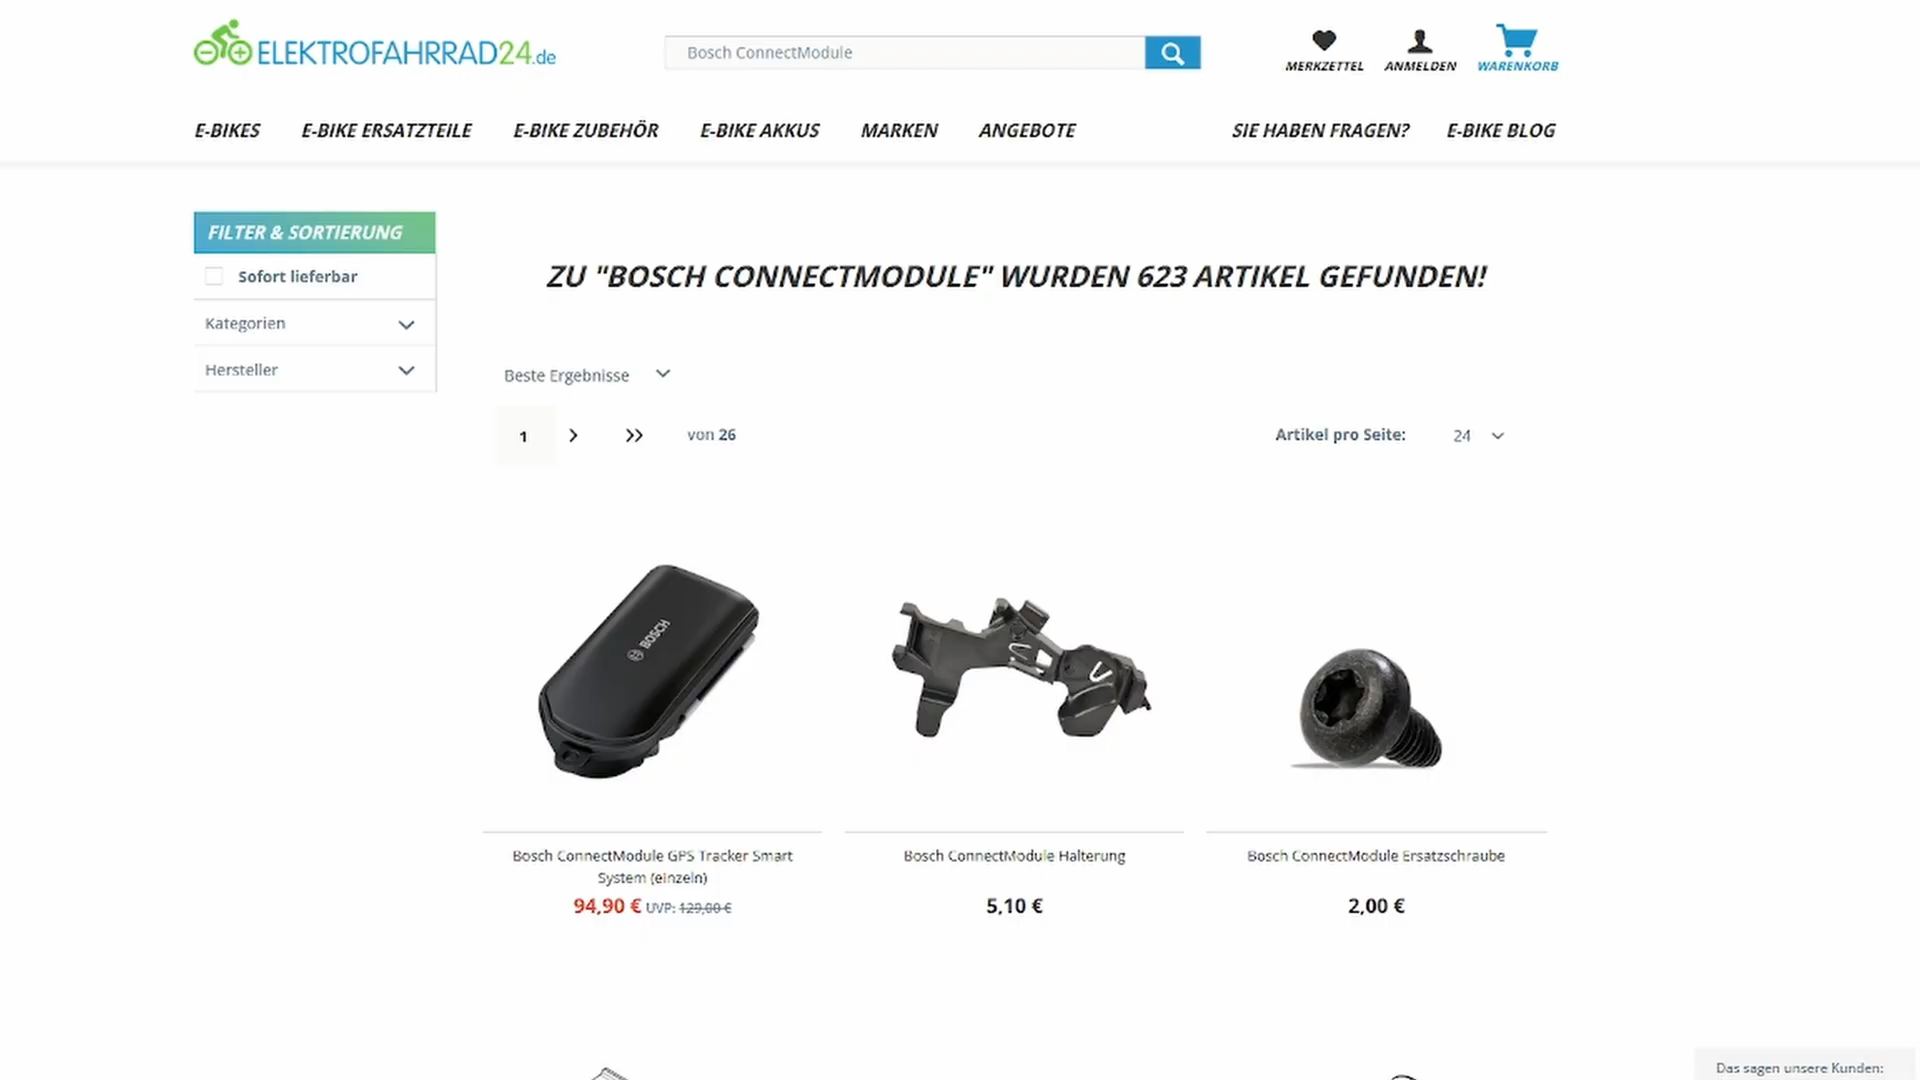 ELEKTROFAHRRAD24.de
Bosch ConnectModule
MERKZETTEL
ANMELDEN
WARENKORB
E-BIKES
E-BIKE ERSATZTEILE
E-BIKE ZUBEHÖR
E-BIKE AKKUS
MARKEN
ANGEBOTE
SIE HABEN FRAGEN?
E-BIKE BLOG
FILTER & SORTIERUNG
Sofort lieferbar
Kategorien
Hersteller
ZU "BOSCH CONNECTMODULE" WURDEN 623 ARTIKEL GEFUNDEN!
Beste Ergebnisse
1
von 26
Artikel pro Seite:
24
BOSCH
Bosch ConnectModule GPS Tracker Smart
System (einzeln)
94,90 € UVP: 129,00 €
Bosch ConnectModule Halterung
5,10 €
Bosch ConnectModule Ersatzschraube
2,00 €
Das sagen unsere Kunden: